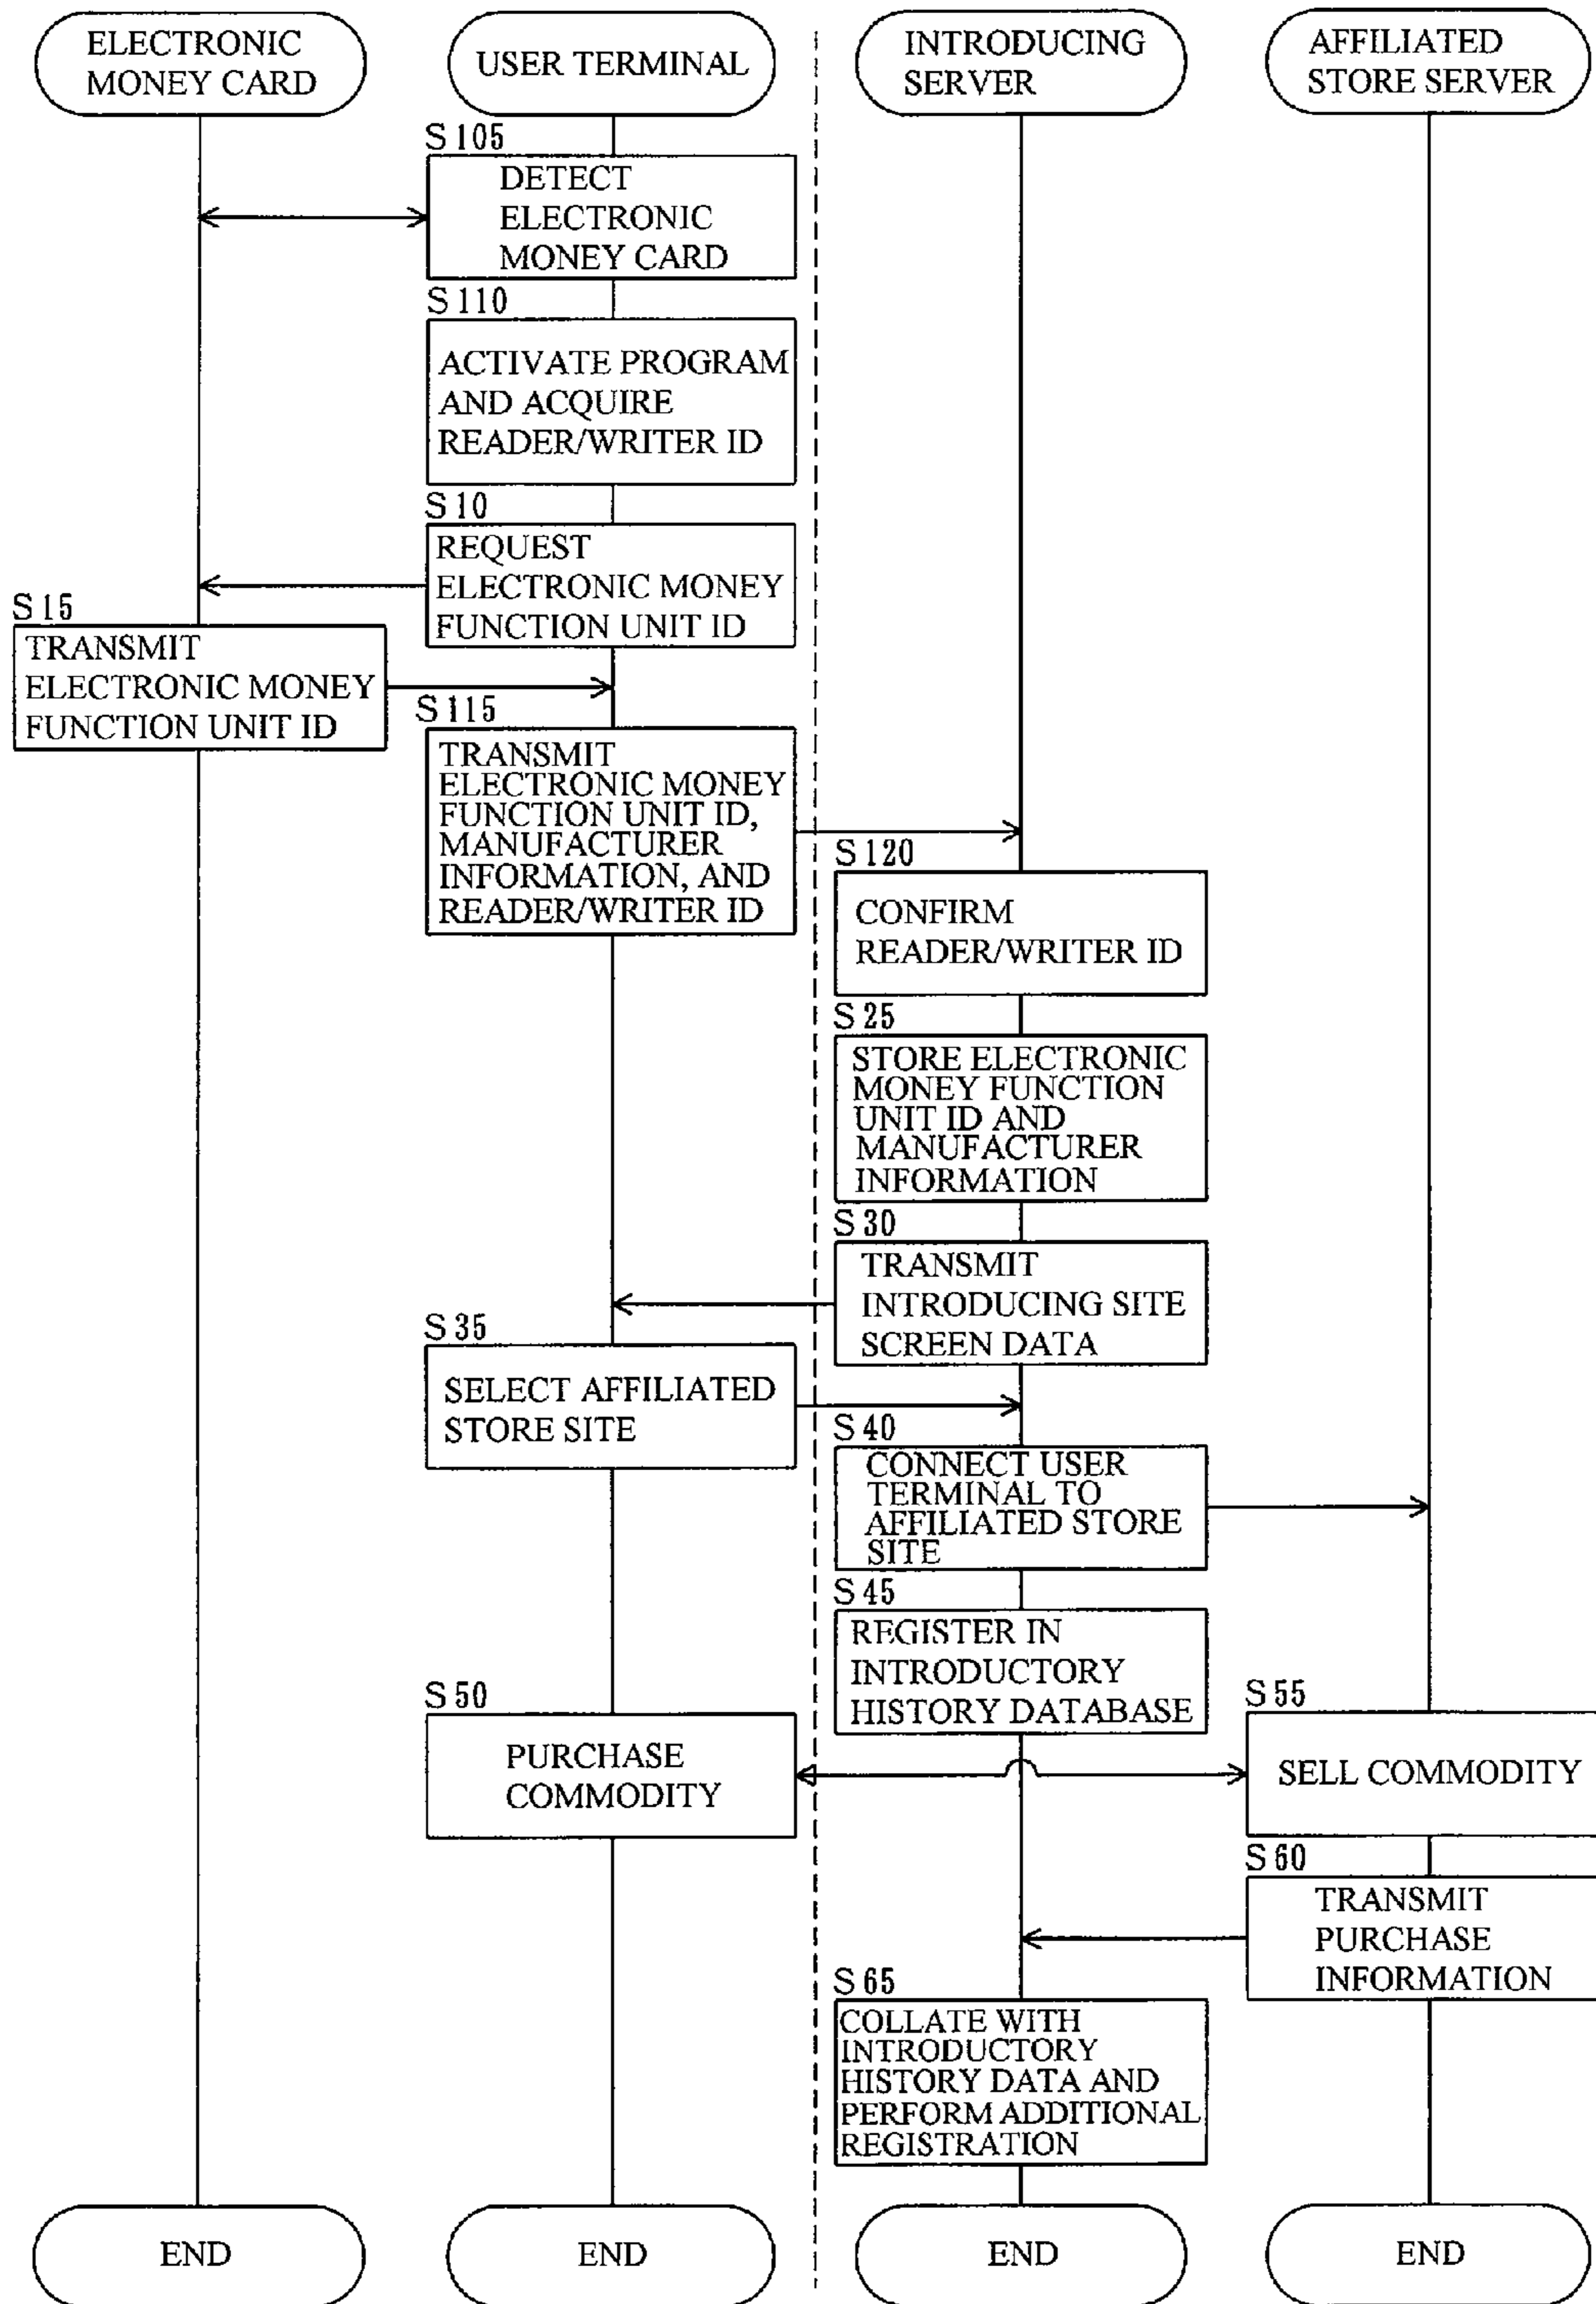 ELECTRONIC
MONEY CARD
USER TERMINAL
INTRODUCING
SERVER
AFFILIATED
STORE SERVER
S105
DETECT
ELECTRONIC
MONEY CARD
S110
ACTIVATE PROGRAM
AND ACQUIRE
READER/WRITER ID
S10
REQUEST
ELECTRONIC MONEY
FUNCTION UNIT ID
S15
TRANSMIT
ELECTRONIC MONEY
FUNCTION UNIT ID
S115
TRANSMIT
ELECTRONIC MONEY
FUNCTION UNIT ID,
MANUFACTURER
INFORMATION, AND
READER/WRITER ID
S120
CONFIRM
READER/WRITER ID
S25
STORE ELECTRONIC
MONEY FUNCTION
UNIT ID AND
MANUFACTURER
INFORMATION
S30
TRANSMIT
INTRODUCING SITE
SCREEN DATA
S35
SELECT AFFILIATED
STORE SITE
S40
CONNECT USER
TERMINAL TO
AFFILIATED STORE
SITE
S45
REGISTER IN
INTRODUCTORY
HISTORY DATABASE
S50
PURCHASE
COMMODITY
S55
SELL COMMODITY
S60
TRANSMIT
PURCHASE
INFORMATION
S65
COLLATE WITH
INTRODUCTORY
HISTORY DATA AND
PERFORM ADDITIONAL
REGISTRATION
END
END
END
END